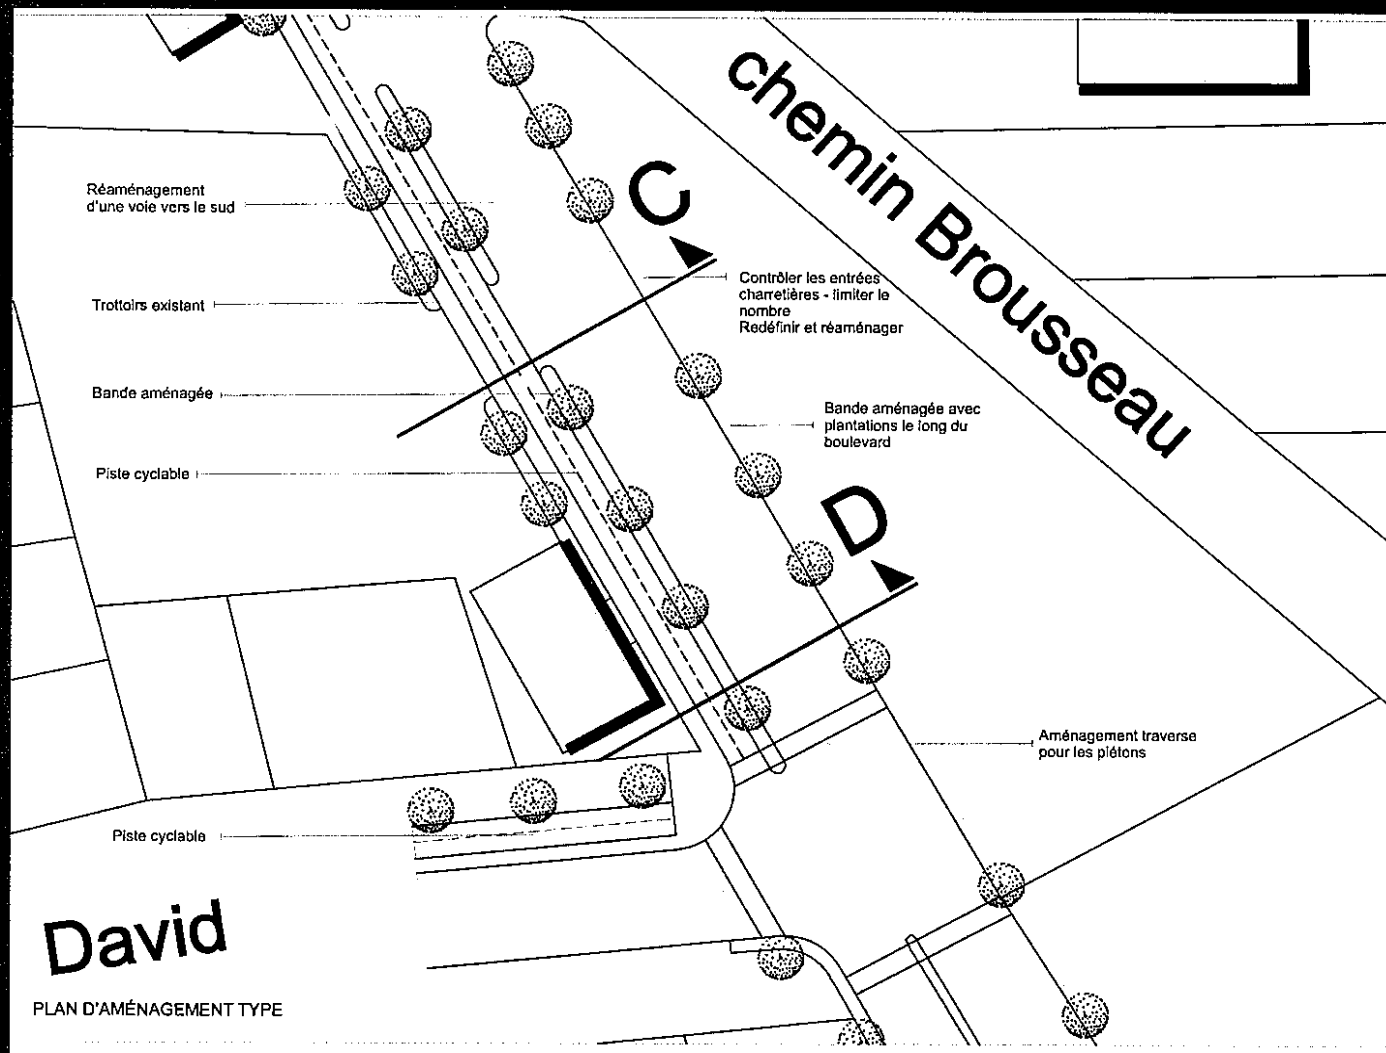 chemin Brousseau
C
Réaménagement
d'une voie vers le sud
Contrôler les entrées
charretières - limiter le
nombre
Redéfinir et réaménager
Trottoirs existant
Bande aménagée
Bande aménagée avec
plantations le long du
boulevard
Piste cyclable
D
Aménagement traverse
pour les piétons
Piste cyclable
David
PLAN D'AMÉNAGEMENT TYPE